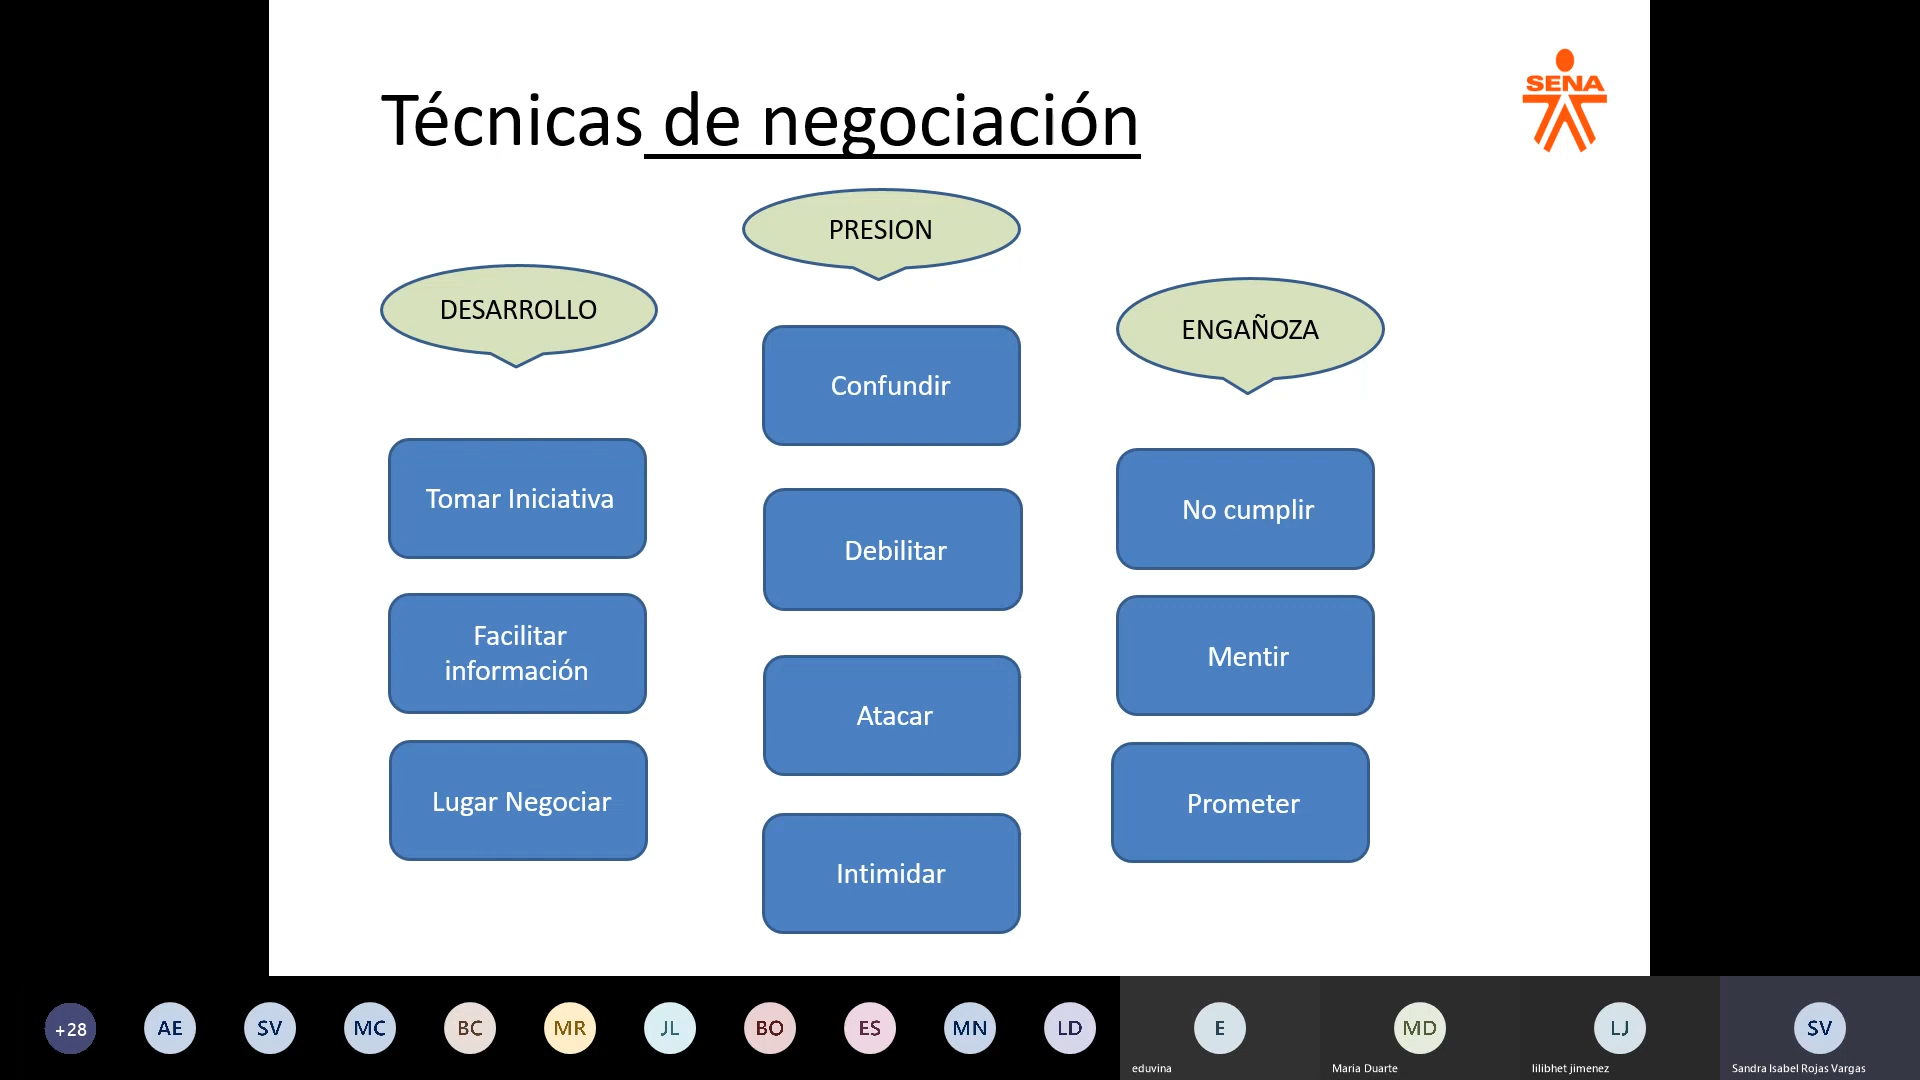 Técnicas de negociación
SENA
PRESION
DESARROLLO
ENGAÑOZA
Confundir
Tomar Iniciativa
No cumplir
Debilitar
Facilitar
información
Mentir
Atacar
Lugar Negociar
Prometer
Intimidar
+28
AE
SV
MC
BC
MR
JL
BO
ES
MN
LD
E
MD
LJ
SV
eduvina
Maria Duarte
lilibhet jimenez
Sandra Isabel Rojas Vargas